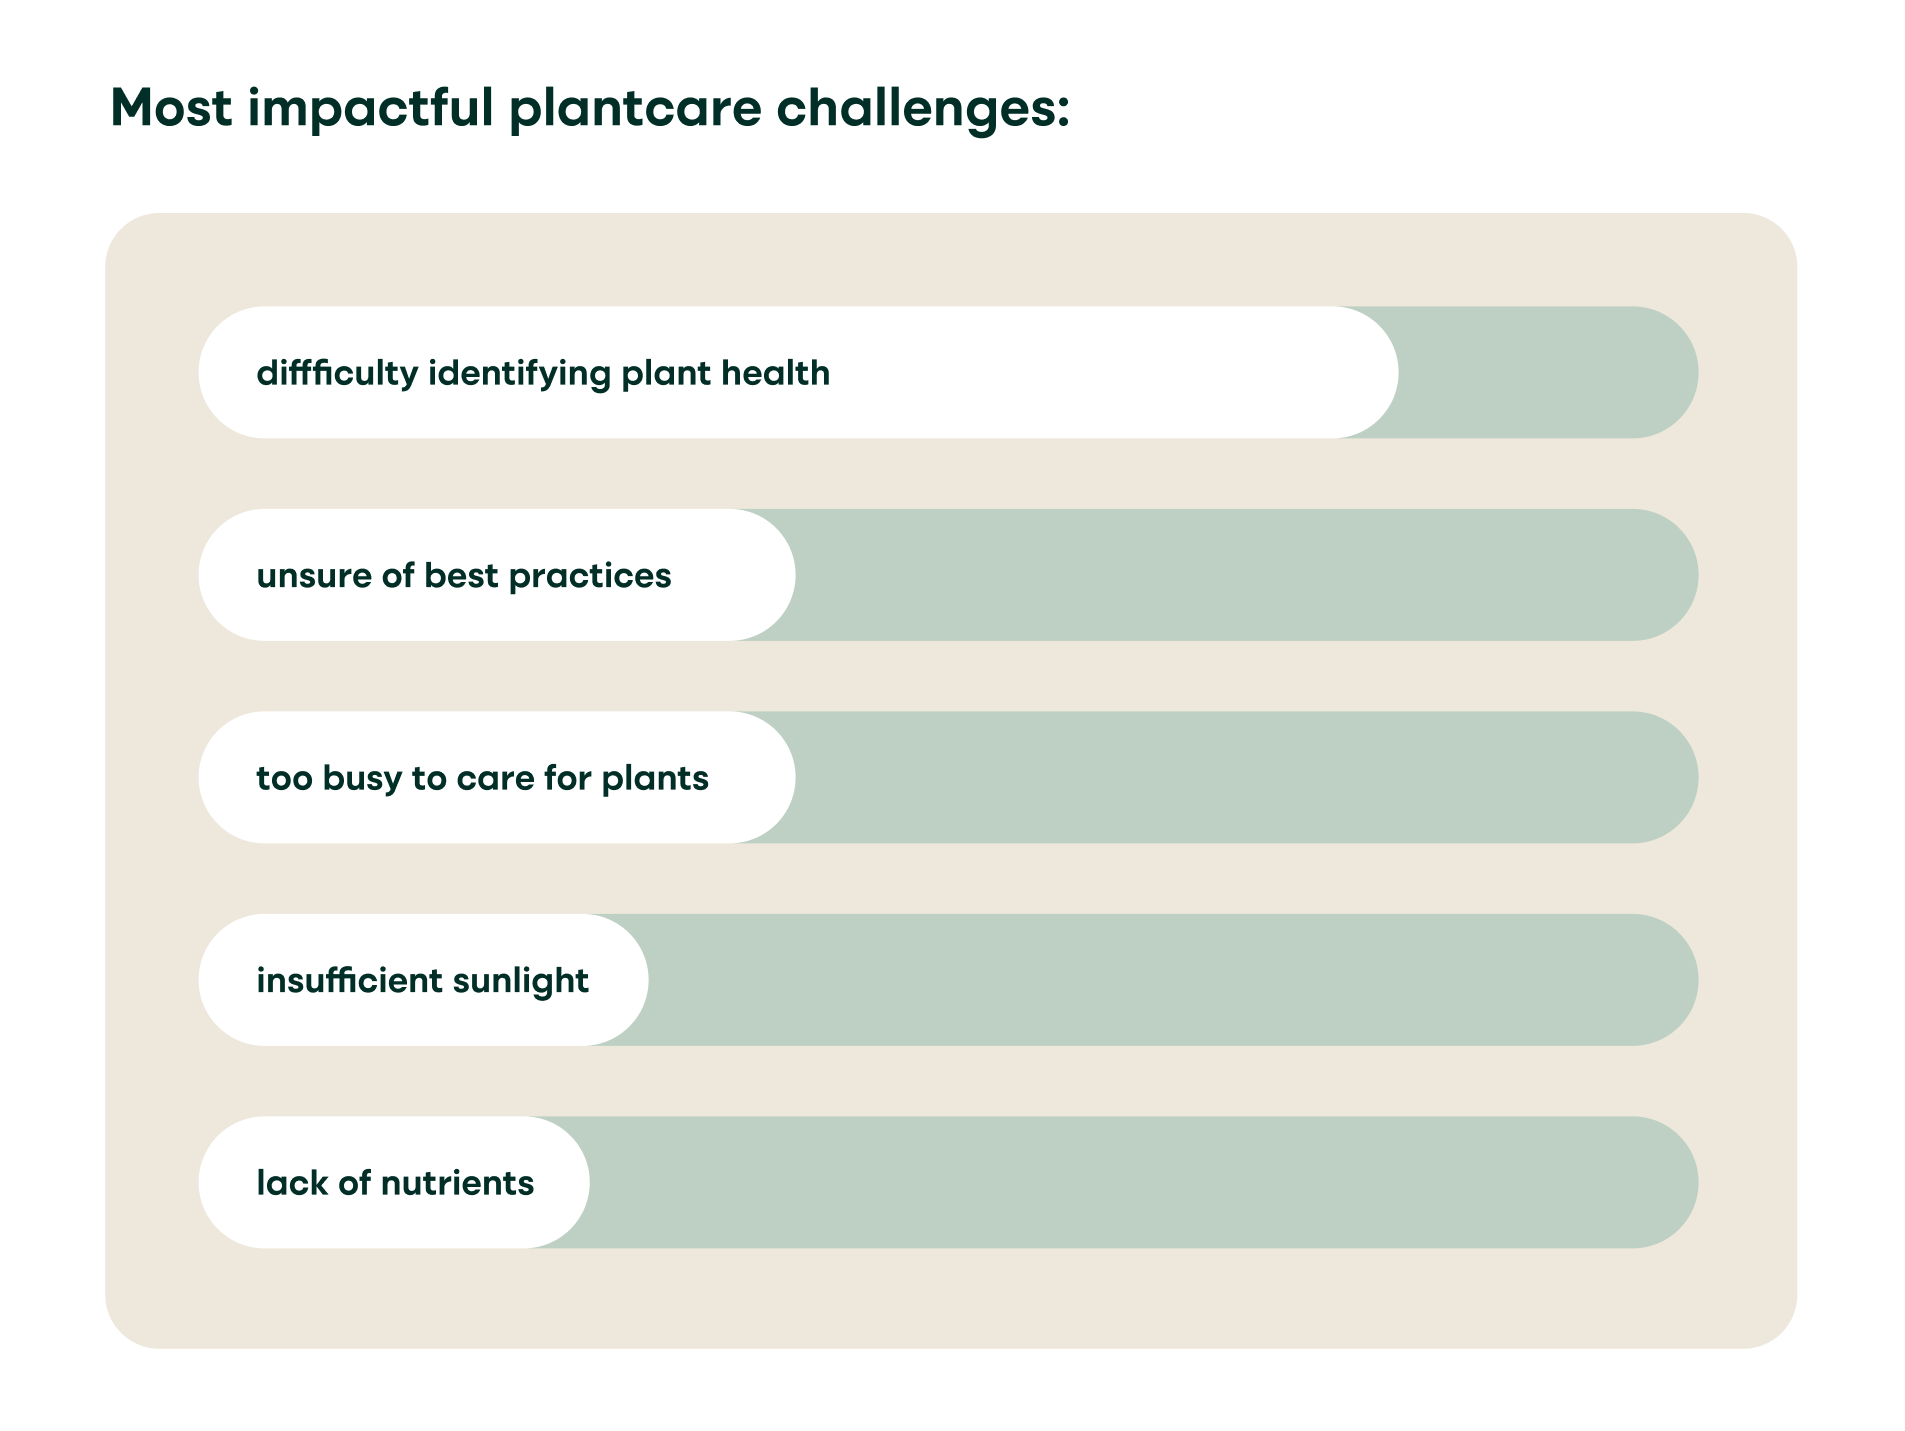 Most impactful plantcare challenges:
diffficulty identifying plant health
unsure of best practices
too busy to care for plants
insufficient sunlight
lack of nutrients